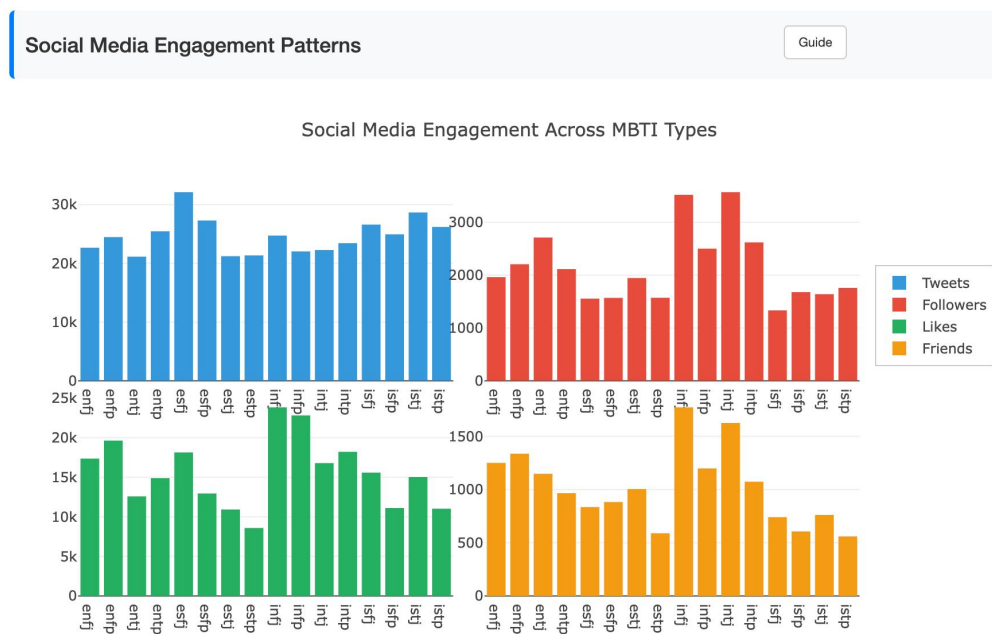 Social Media Engagement Patterns
Guide
Social Media Engagement Across MBTI Types
30k
20k
10k
0
enfj
enfp
entj
entp
esfj
esfp
estj
estp
infj
infp
intj
intp
isfj
isfp
istj
istp
3000
2000
1000
0
enfj
enfp
entj
entp
esfj
esfp
estj
estp
infj
infp
intj
intp
isfj
isfp
istj
istp
Tweets
Followers
Likes
Friends
25k
20k
15k
10k
5k
0
enfj
enfp
entj
entp
esfj
esfp
estj
estp
infj
infp
intj
intp
isfj
isfp
istj
istp
1500
1000
500
0
enfj
enfp
entj
entp
esfj
esfp
estj
estp
infj
infp
intj
intp
isfj
isfp
istj
istp